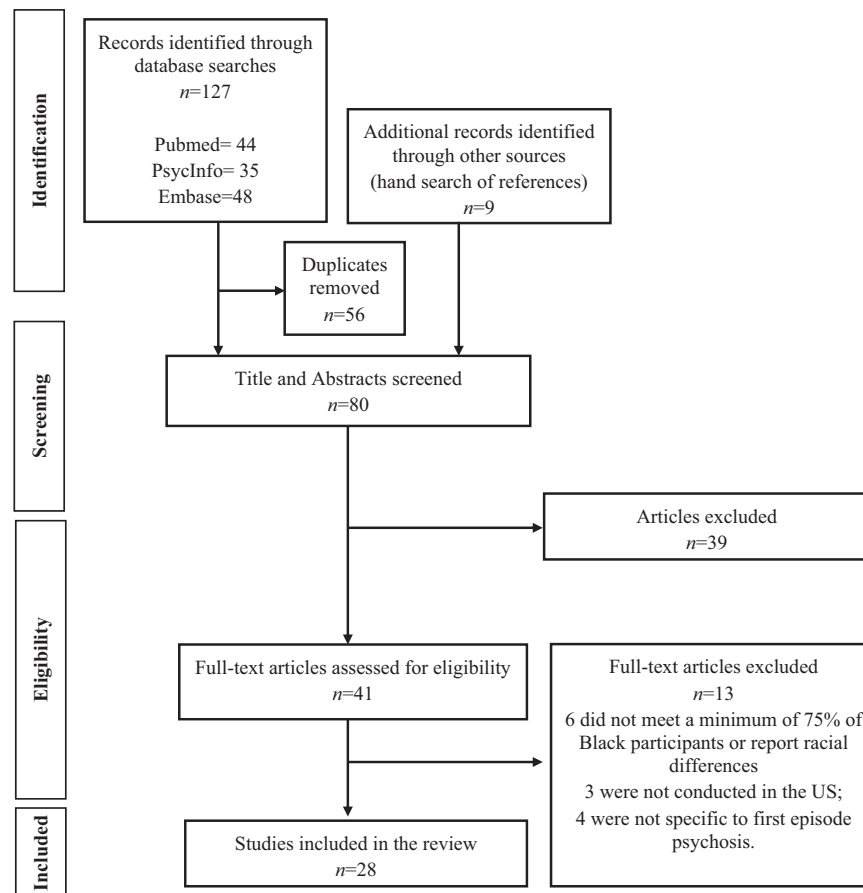 Identification
Records identified through
database searches
n=127
Pubmed= 44
PsycInfo= 35
Embase=48
Additional records identified
through other sources
(hand search of references)
n=9
Duplicates
removed
n=56
Screening
Title and Abstracts screened
n=80
Articles excluded
n=39
Eligibility
Full-text articles assessed for eligibility
n=41
Full-text articles excluded
n=13
6 did not meet a minimum of 75% of
Black participants or report racial
differences
3 were not conducted in the US;
4 were not specific to first episode
psychosis.
Included
Studies included in the review
n=28